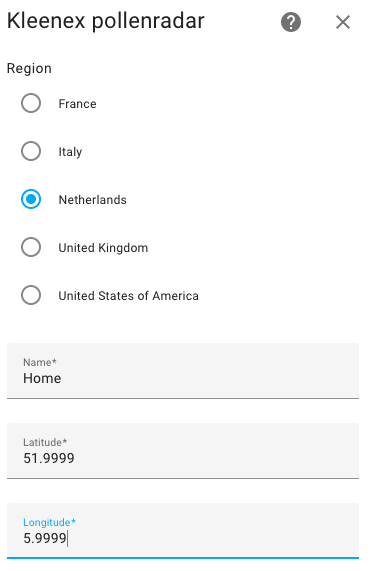 Kleenex pollenradar
Region
France
Italy
Netherlands
United Kingdom
United States of America
Name*
Home
Latitude*
51.9999
Longitude*
5.9999